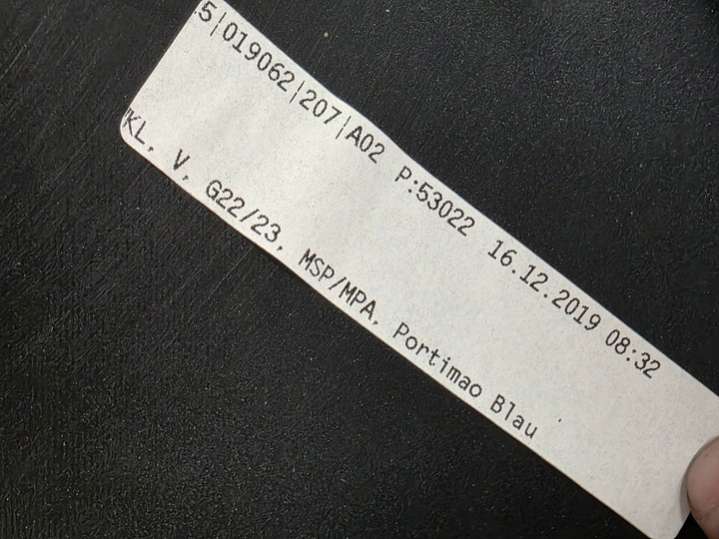 .5|019062|207|A02 P:53022 16.12.2019 08:32
KL, V, G22/23, MSP/MPA, Portimao Blau